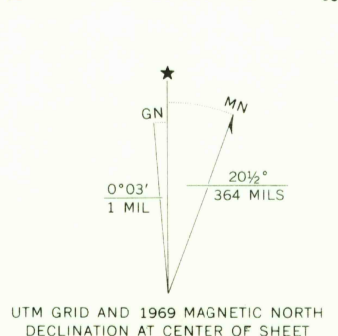 ★
GN
MN
0°03′
1 MIL
20½°
364 MILS
UTM GRID AND 1969 MAGNETIC NORTH
DECLINATION AT CENTER OF SHEET